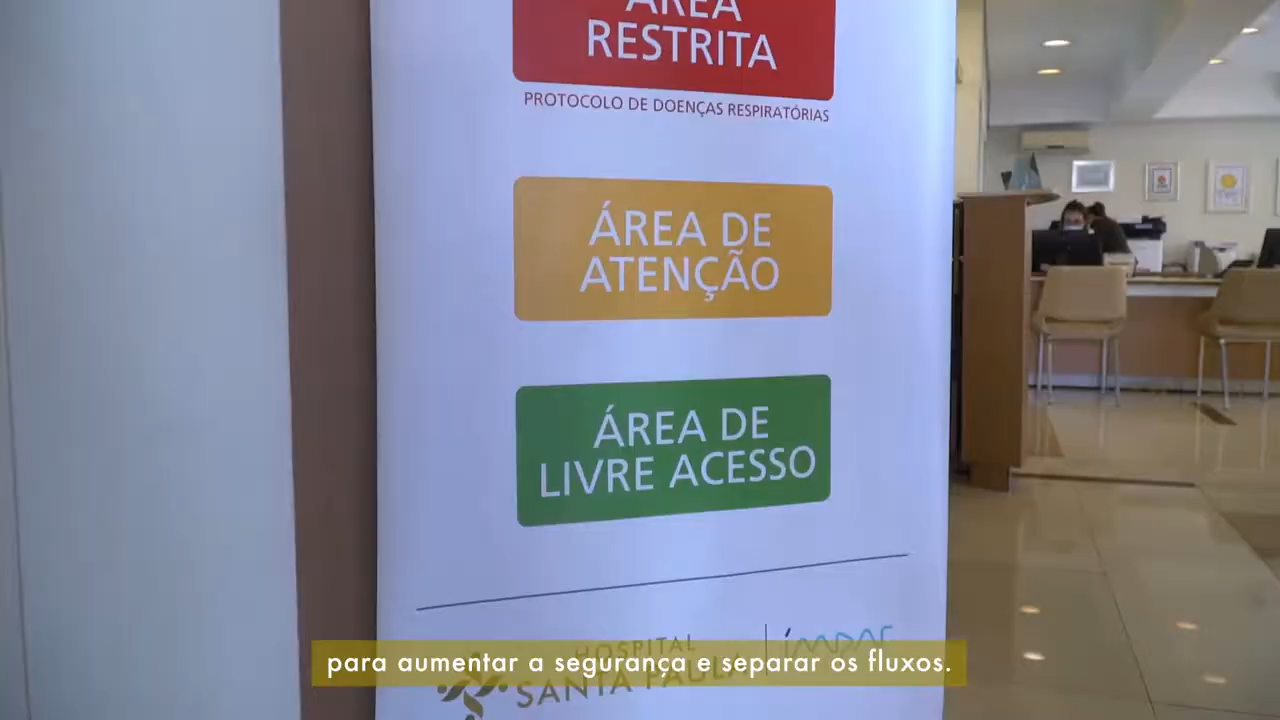 ÁREA
RESTRITA
PROTOCOLO DE DOENÇAS RESPIRATÓRIAS
ÁREA DE
ATENÇÃO
ÁREA DE
LIVRE ACESSO
HOSPITAL
SANTA PAULA
ímpar
para aumentar a segurança e separar os fluxos.